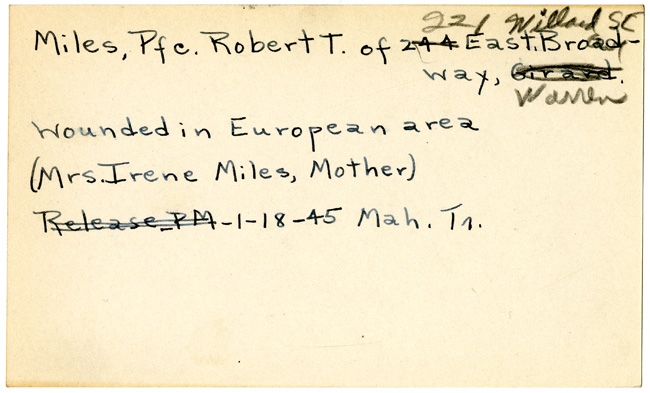 221 Willard SE
Miles, Pfc. Robert T. of 244 East Broad-
way, Girard.
Warren
Wounded in European area
(Mrs. Irene Miles, Mother)
Release PM-1-18-45 Mah. Tr.